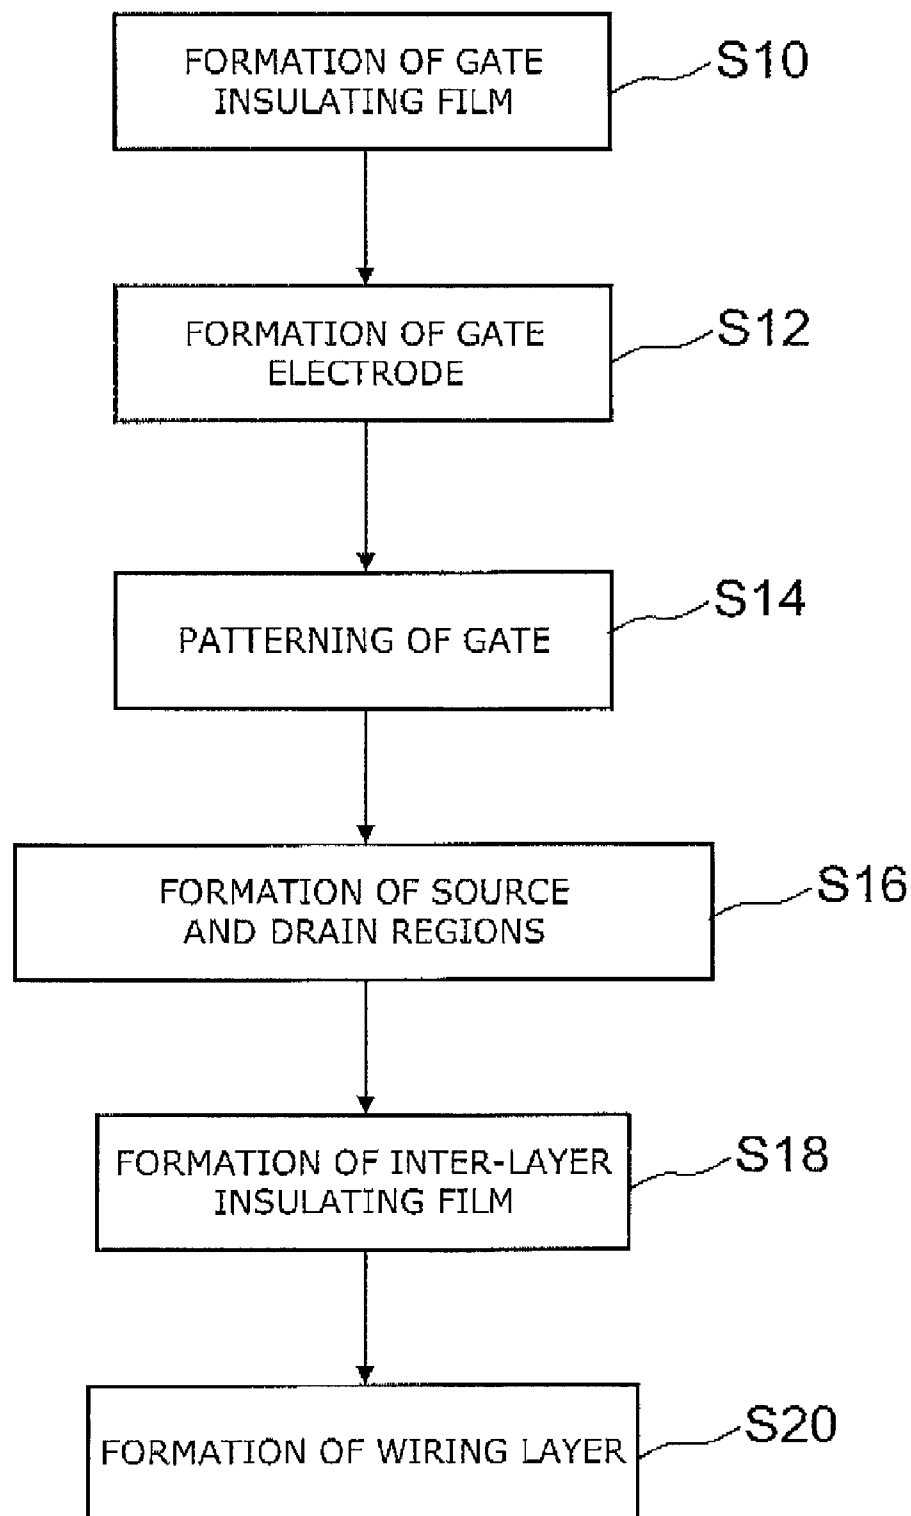 FORMATION OF GATE
INSULATING FILM
S10
FORMATION OF GATE
ELECTRODE
S12
PATTERNING OF GATE
S14
FORMATION OF SOURCE
AND DRAIN REGIONS
S16
FORMATION OF INTER-LAYER
INSULATING FILM
S18
FORMATION OF WIRING LAYER
S20